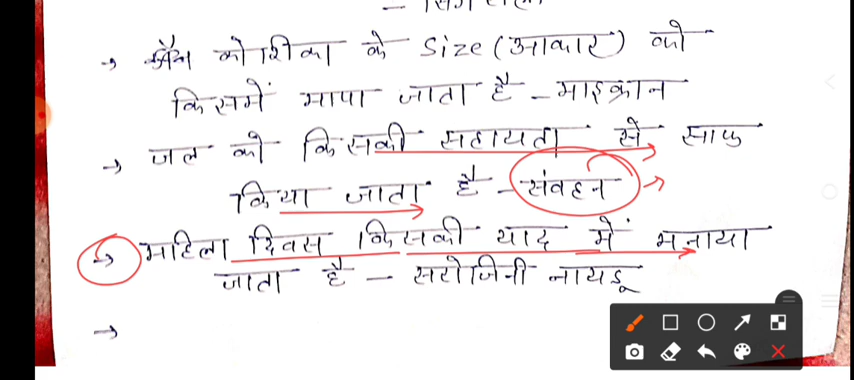 → जैव कोशिका के Size (आकार) को
किसमें मापा जाता है - माइक्रान
→ जल को किसकी सहायता से साफ
किया जाता है - संवहन
→ महिला दिवस किसकी याद में मनाया
जाता है - सरोजिनी नायडू
→